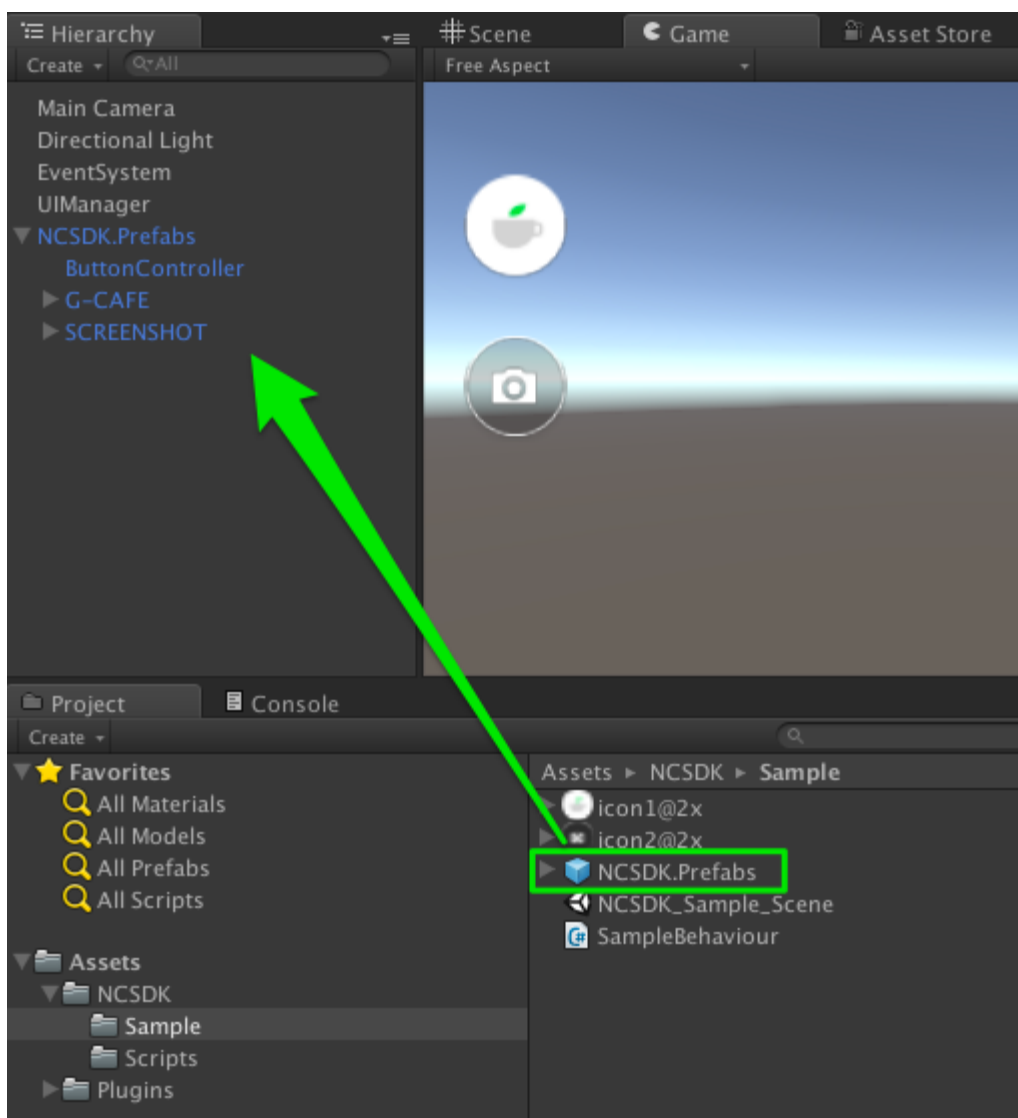 Hierarchy
Create
All
Main Camera
Directional Light
EventSystem
UIManager
NCSDK.Prefabs
ButtonController
G-CAFE
SCREENSHOT
Scene
Game
Asset Store
Free Aspect
Project
Console
Create
Favorites
All Materials
All Models
All Prefabs
All Scripts
Assets
NCSDK
Sample
Scripts
Plugins
Assets ▸ NCSDK ▸ Sample
icon1@2x
icon2@2x
NCSDK.Prefabs
NCSDK_Sample_Scene
C#
SampleBehaviour